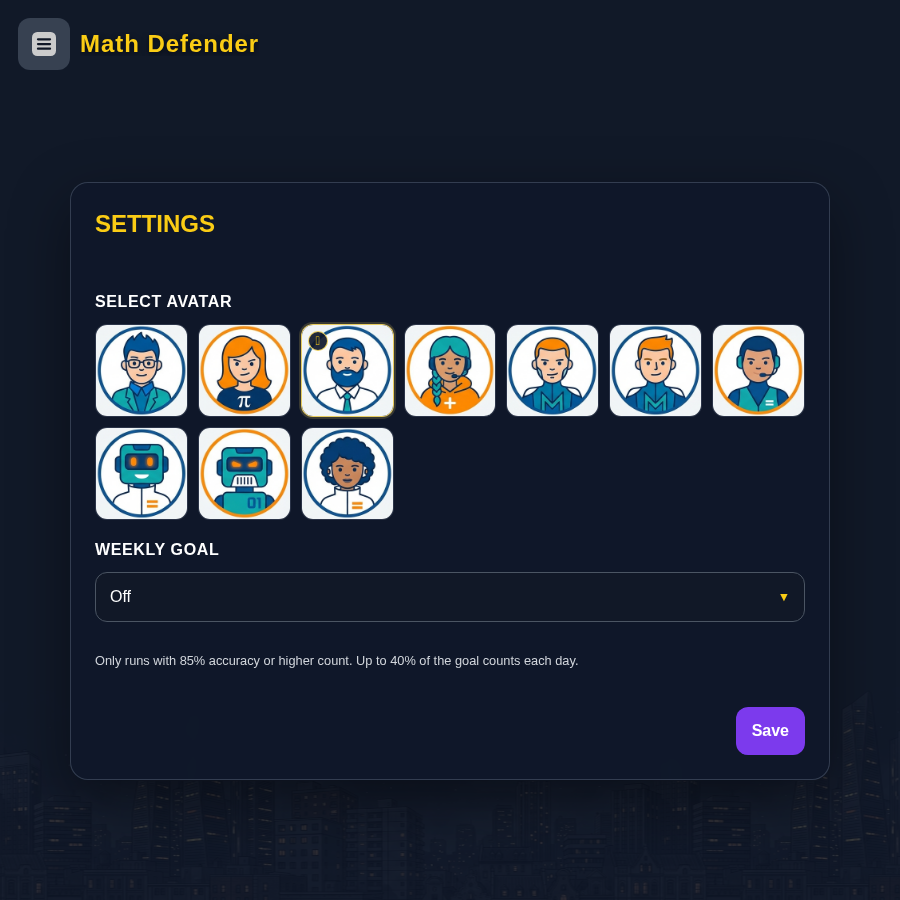 Math Defender
SETTINGS
SELECT AVATAR
π
+
=
01
WEEKLY GOAL
Off
Only runs with 85% accuracy or higher count. Up to 40% of the goal counts each day.
Save